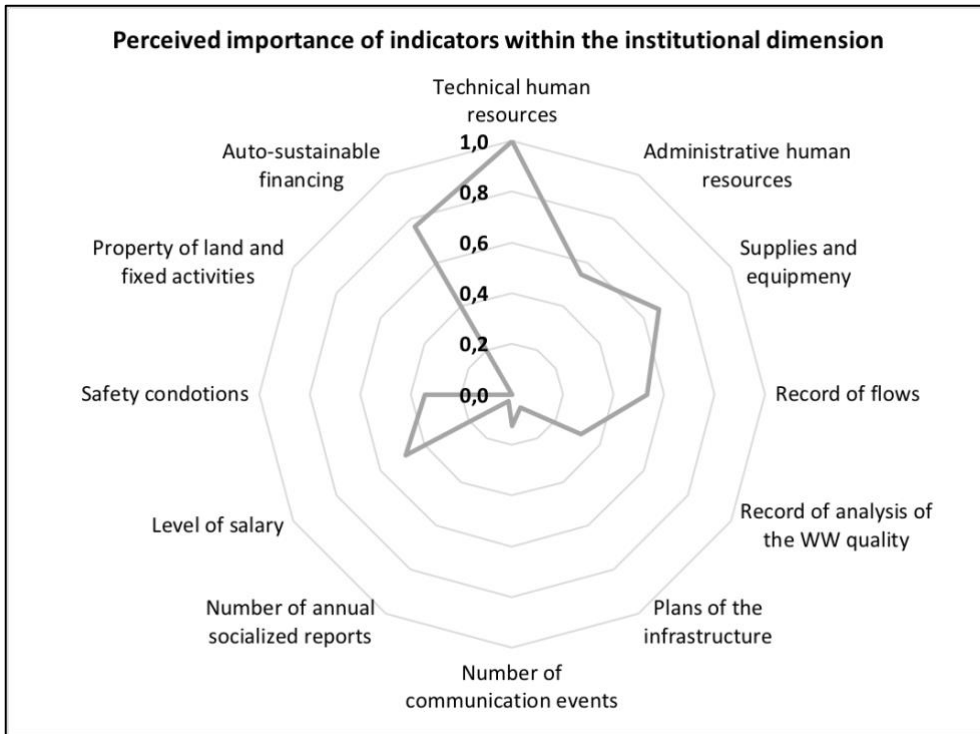 Perceived importance of indicators within the institutional dimension
Technical human
resources
Administrative human
resources
Supplies and
equipmeny
Record of flows
Record of analysis of
the WW quality
Plans of the
infrastructure
Number of
communication events
Number of annual
socialized reports
Level of salary
Safety condotions
Property of land and
fixed activities
Auto-sustainable
financing
1,0
0,8
0,6
0,4
0,2
0,0